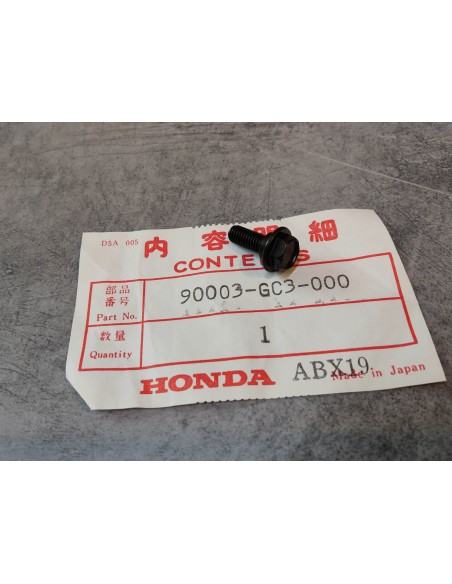 DSA 005
内容明細
CONTENTS
部品
番号
Part No.
90003-GC3-000
数量
Quantity
1
HONDA
ABX19
Made in Japan